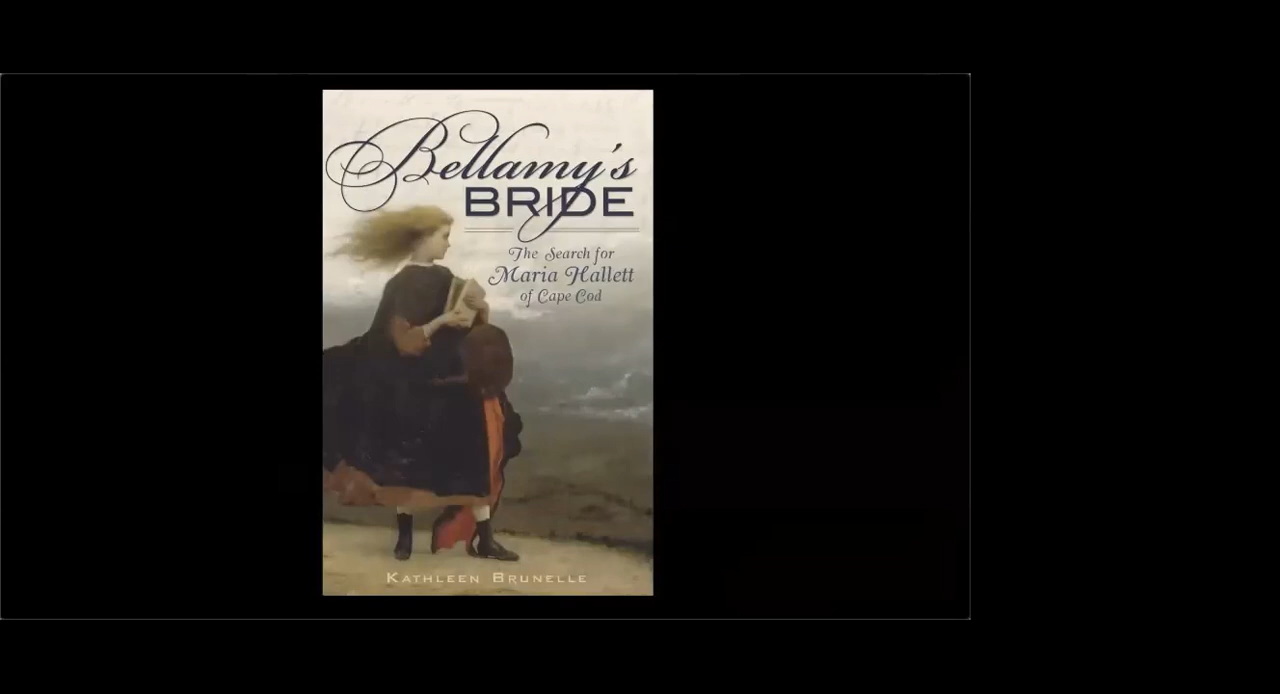 Bellamy's
BRIDE
The Search for
Maria Hallett
of Cape Cod
KATHLEEN BRUNELLE